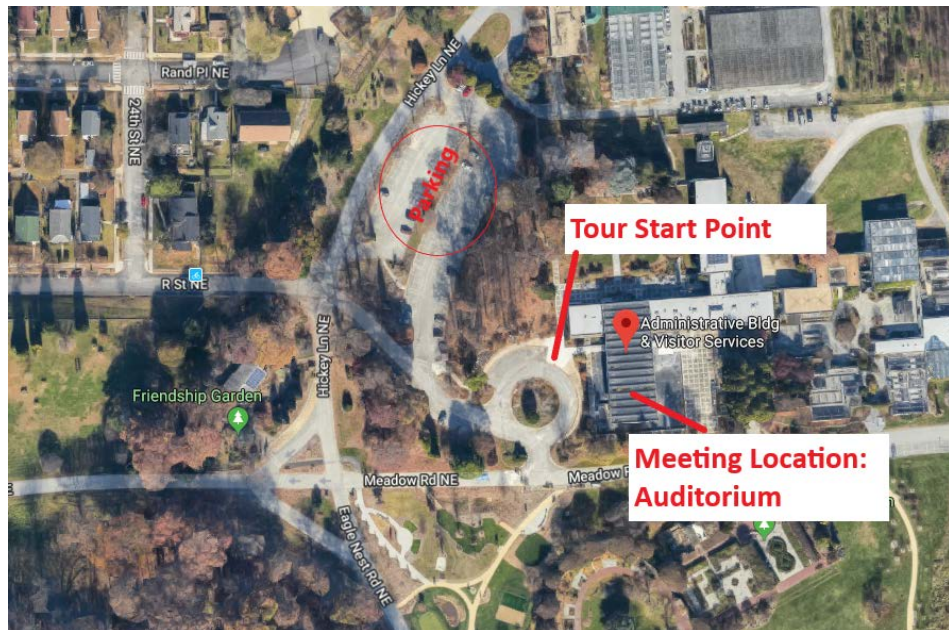 Rand Pl NE
24th St NE
Hickey Ln NE
Parking
Tour Start Point
R St NE
Administrative Bldg
& Visitor Services
Hickey Ln NE
Friendship Garden
Meeting Location:
Auditorium
Meadow Rd NE
Meadow R
Eagle Nest Rd NE